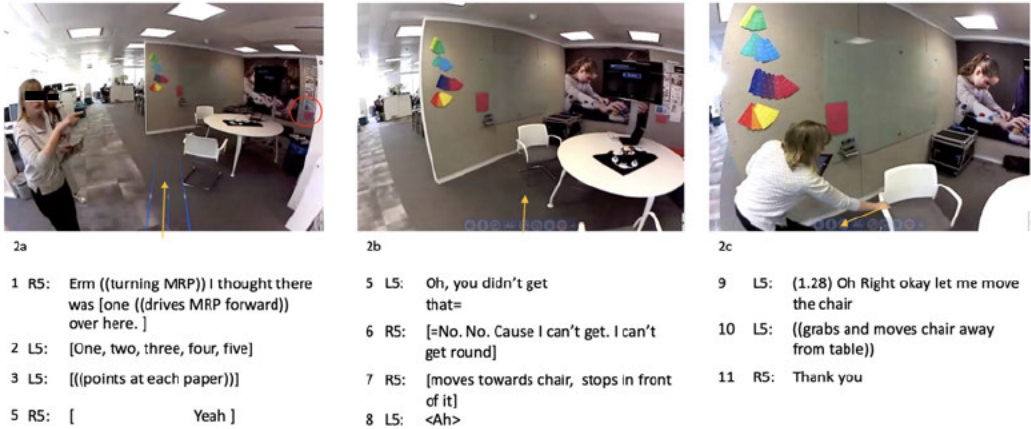 2a
1 R5: Erm ((turning MRP)) I thought there
was [one ((drives MRP forward))
over here. ]
2 L5: [One, two, three, four, five]
3 L5: [((points at each paper))]
5 R5: [ Yeah ]
2b
5 L5: Oh, you didn't get
that=
6 R5: [=No. No. Cause I can't get. I can't
get round]
7 R5: [moves towards chair, stops in front
of it]
8 L5: <Ah>
2c
9 L5: (1.28) Oh Right okay let me move
the chair
10 L5: ((grabs and moves chair away
from table))
11 R5: Thank you